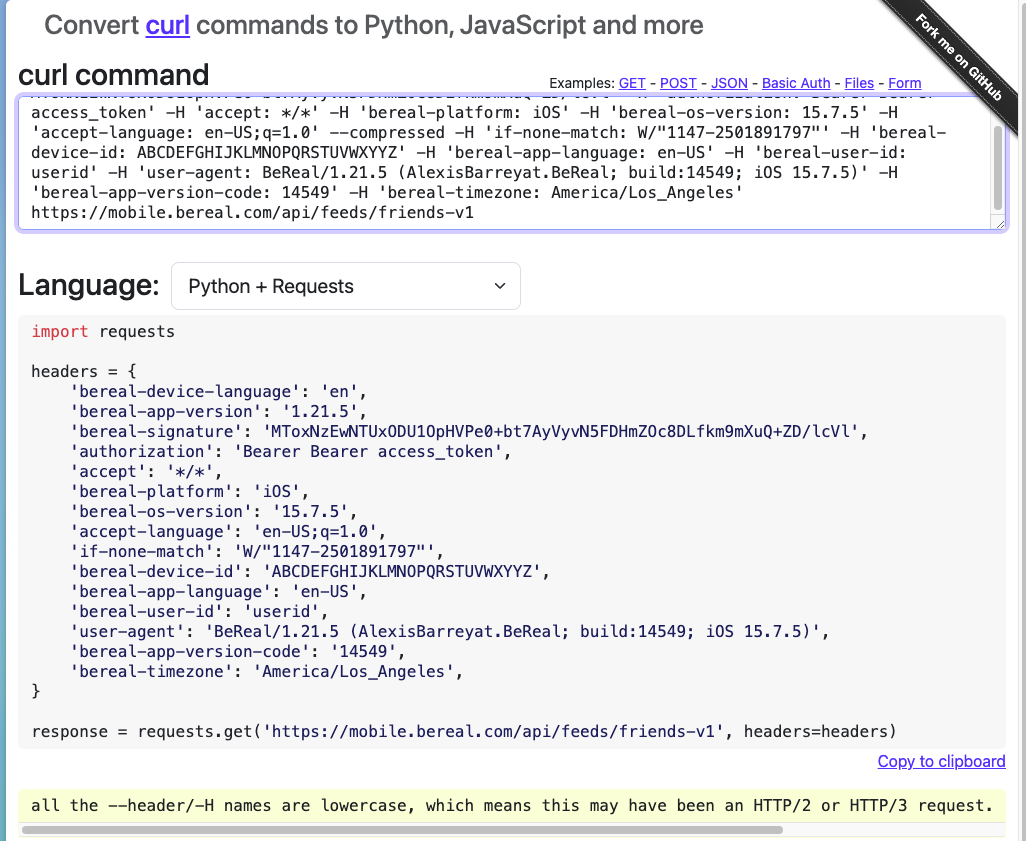 Convert curl commands to Python, JavaScript and more
Fork me on GitHub
curl command
Examples: GET - POST - JSON - Basic Auth - Files - Form
access_token' -H 'accept: */*' -H 'bereal-platform: iOS' -H 'bereal-os-version: 15.7.5' -H
'accept-language: en-US;q=1.0' --compressed -H 'if-none-match: W/"1147-2501891797"' -H 'bereal-
device-id: ABCDEFGHIJKLMNOPQRSTUVWXYYZ' -H 'bereal-app-language: en-US' -H 'bereal-user-id:
userid' -H 'user-agent: BeReal/1.21.5 (AlexisBarreyat.BeReal; build:14549; iOS 15.7.5)' -H
'bereal-app-version-code: 14549' -H 'bereal-timezone: America/Los_Angeles'
https://mobile.bereal.com/api/feeds/friends-v1
Language: Python + Requests
import requests
headers = {
    'bereal-device-language': 'en',
    'bereal-app-version': '1.21.5',
    'bereal-signature': 'MToxNzEwNTUxODU1OpHVPe0+bt7AyVyvN5FDHmZOc8DLfkm9mXuQ+ZD/lcVl',
    'authorization': 'Bearer Bearer access_token',
    'accept': '*/*',
    'bereal-platform': 'iOS',
    'bereal-os-version': '15.7.5',
    'accept-language': 'en-US;q=1.0',
    'if-none-match': 'W/"1147-2501891797"',
    'bereal-device-id': 'ABCDEFGHIJKLMNOPQRSTUVWXYYZ',
    'bereal-app-language': 'en-US',
    'bereal-user-id': 'userid',
    'user-agent': 'BeReal/1.21.5 (AlexisBarreyat.BeReal; build:14549; iOS 15.7.5)',
    'bereal-app-version-code': '14549',
    'bereal-timezone': 'America/Los_Angeles',
}
response = requests.get('https://mobile.bereal.com/api/feeds/friends-v1', headers=headers)
Copy to clipboard
all the --header/-H names are lowercase, which means this may have been an HTTP/2 or HTTP/3 request.